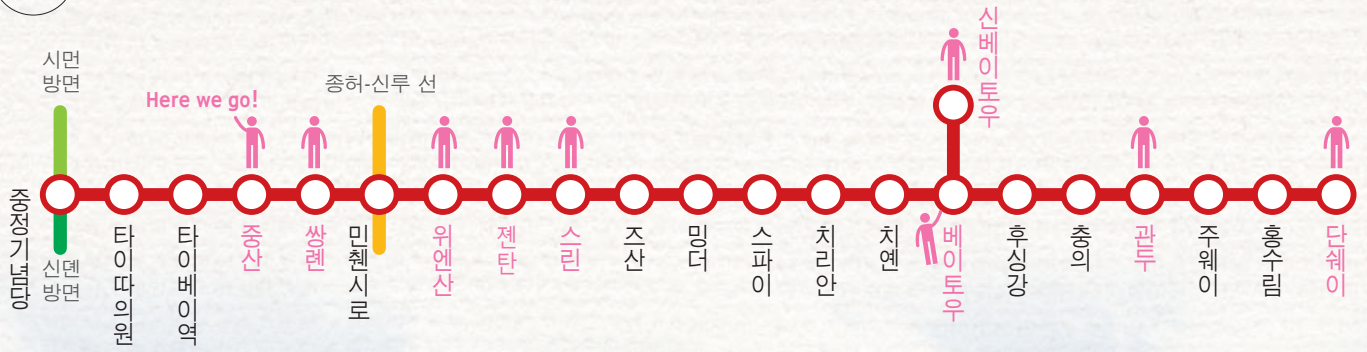 시먼
방면
Here we go!
종허-신루 선
신베이토우
중정기념당
신뎬
방면
타이따의원
타이베이역
중산
쌍롄
민췐시로
위엔산
젠탄
스린
즈산
밍더
스파이
치리안
치옌
베이토우
후싱강
충의
관두
주웨이
홍수림
단쉐이